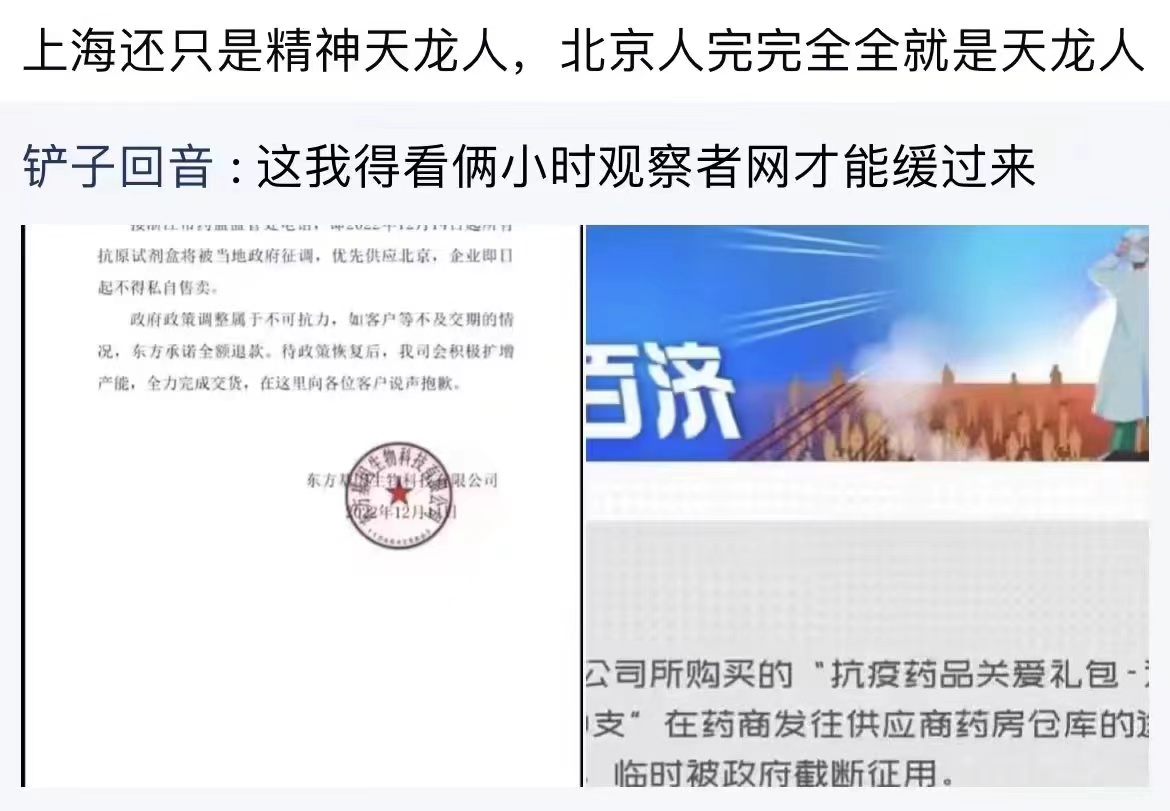 上海还只是精神天龙人，北京人完完全全就是天龙人
铲子回音：这我得看俩小时观察者网才能缓过来
抗原试剂盒将被当地政府征调，优先供应北京，企业即日
起不得私自售卖。
政府政策调整属于不可抗力，如客户等不及交期的情
况，东方承诺全额退款。待政策恢复后，我司会积极扩增
产能，全力完成交货，在这里向各位客户说声抱歉。
东方基因生物科技有限公司
2022年12月14日
百济
公司所购买的“抗疫药品关爱礼包-
支”在药商发往供应商药房仓库的
临时被政府截断征用。